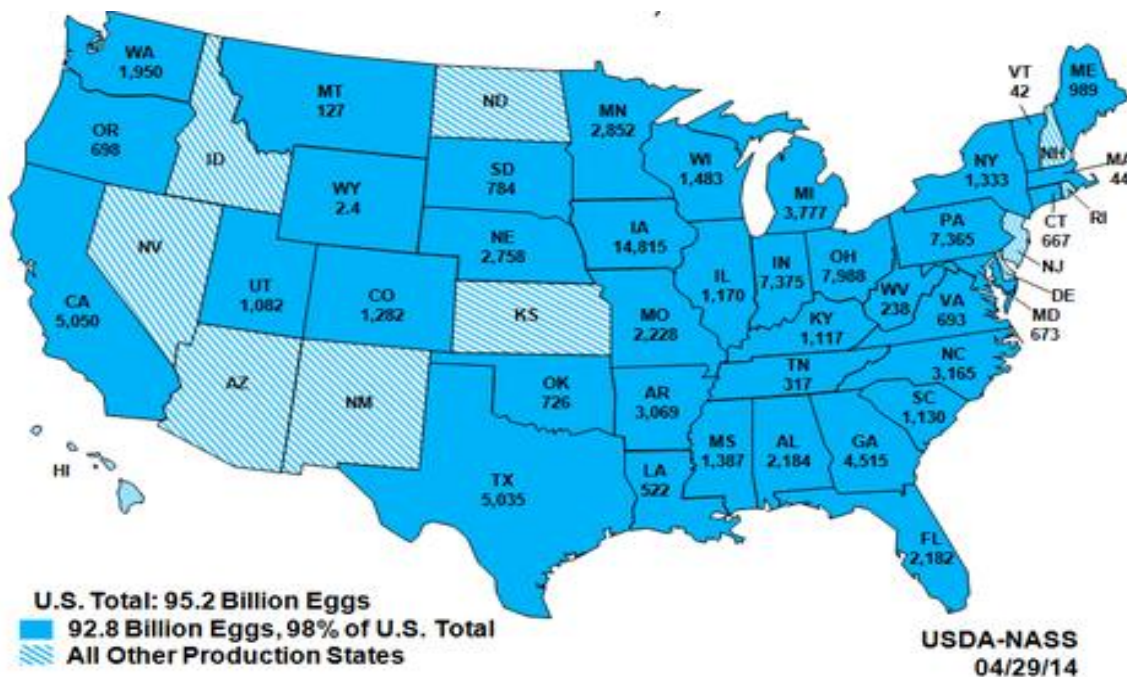 WA
1,950
MT
127
ND
MN
2,852
VT
42
ME
989
OR
698
ID
SD
784
WI
1,483
MI
3,777
NY
1,333
NH
MA
44
WY
2.4
IA
14,815
PA
7,365
CT
667
RI
NV
NE
2,758
IL
1,170
IN
7,375
OH
7,988
NJ
CA
5,050
UT
1,082
CO
1,282
KS
MO
2,228
WV
238
VA
693
DE
MD
673
KY
1,117
AZ
NM
OK
726
AR
3,069
TN
317
NC
3,165
SC
1,130
HI
TX
5,035
LA
522
MS
1,387
AL
2,184
GA
4,515
FL
2,182
U.S. Total: 95.2 Billion Eggs
92.8 Billion Eggs, 98% of U.S. Total
All Other Production States
USDA-NASS
04/29/14